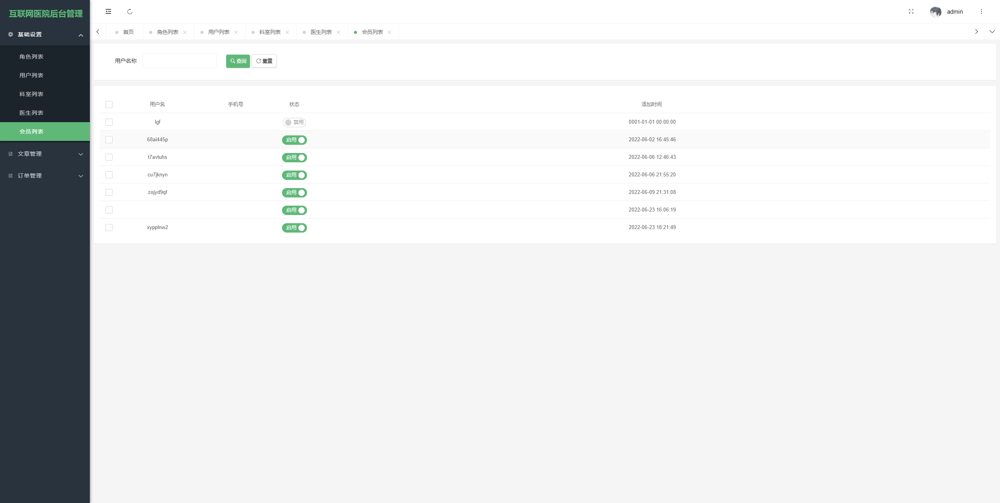 互联网医院后台管理
基础设置
角色列表
用户列表
科室列表
医生列表
会员列表
文章管理
订单管理
admin
首页 角色列表 用户列表 科室列表 医生列表 会员列表
用户名称 查询 重置
用户名 手机号 状态 添加时间
lgf 禁用 0001-01-01 00:00:00
68ai445p 启用 2022-06-02 16:45:46
t7avtuhs 启用 2022-06-06 12:46:43
cu7jknyn 启用 2022-06-06 21:55:20
zojyd9qf 启用 2022-06-09 21:31:08
启用 2022-06-23 16:06:19
xypplnw2 启用 2022-06-23 18:21:49